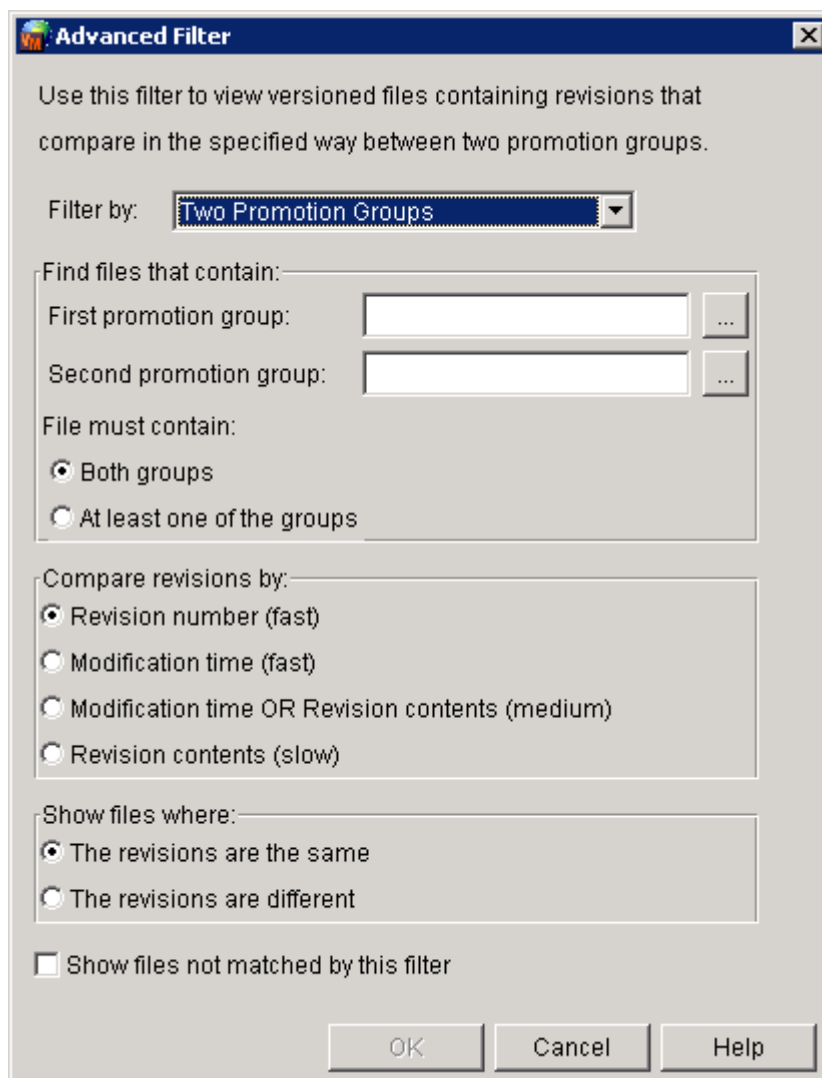 VM Advanced Filter
Use this filter to view versioned files containing revisions that
compare in the specified way between two promotion groups.
Filter by: Two Promotion Groups
Find files that contain:
First promotion group: ...
Second promotion group: ...
File must contain:
Both groups
At least one of the groups
Compare revisions by:
Revision number (fast)
Modification time (fast)
Modification time OR Revision contents (medium)
Revision contents (slow)
Show files where:
The revisions are the same
The revisions are different
Show files not matched by this filter
OK Cancel Help